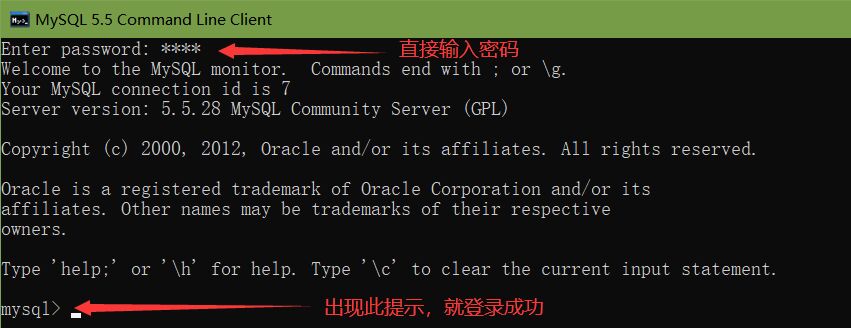 MySQL 5.5 Command Line Client
Enter password: **** 直接输入密码
Welcome to the MySQL monitor.  Commands end with ; or \g.
Your MySQL connection id is 7
Server version: 5.5.28 MySQL Community Server (GPL)
Copyright (c) 2000, 2012, Oracle and/or its affiliates. All rights reserved.
Oracle is a registered trademark of Oracle Corporation and/or its
affiliates. Other names may be trademarks of their respective
owners.
Type 'help;' or '\h' for help. Type '\c' to clear the current input statement.
mysql> 出现此提示，就登录成功